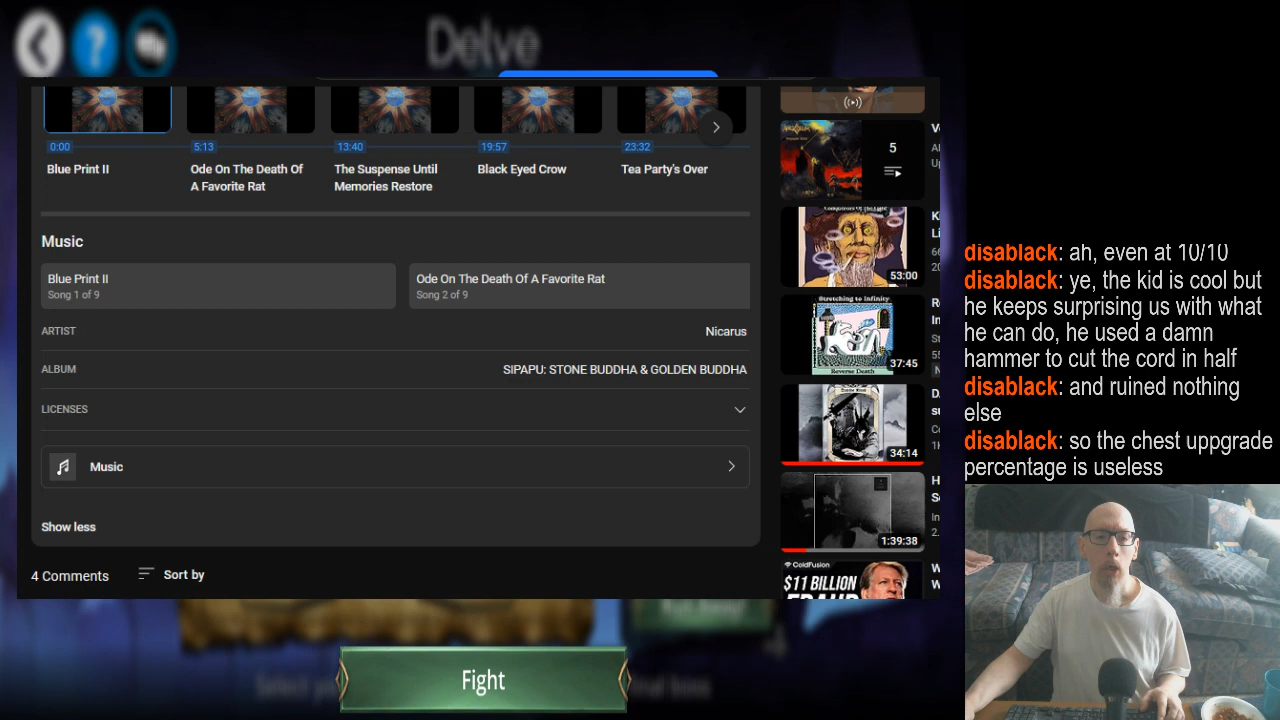 Delve
0:00
5:13
13:40
19:57
23:32
Blue Print II
Ode On The Death Of
A Favorite Rat
The Suspense Until
Memories Restore
Black Eyed Crow
Tea Party's Over
Music
Blue Print II
Song 1 of 9
Ode On The Death Of A Favorite Rat
Song 2 of 9
ARTIST
Nicarus
ALBUM
SIPAPU: STONE BUDDHA & GOLDEN BUDDHA
LICENSES
Music
Show less
4 Comments
Sort by
5
53:00
Stretching to Infinity
Reverse Death
37:45
34:14
1:39:38
ColdFusion
$11 BILLION
FRAUD
Fight
disablack: ah, even at 10/10
disablack: ye, the kid is cool but
he keeps surprising us with what
he can do, he used a damn
hammer to cut the cord in half
disablack: and ruined nothing
else
disablack: so the chest uppgrade
percentage is useless